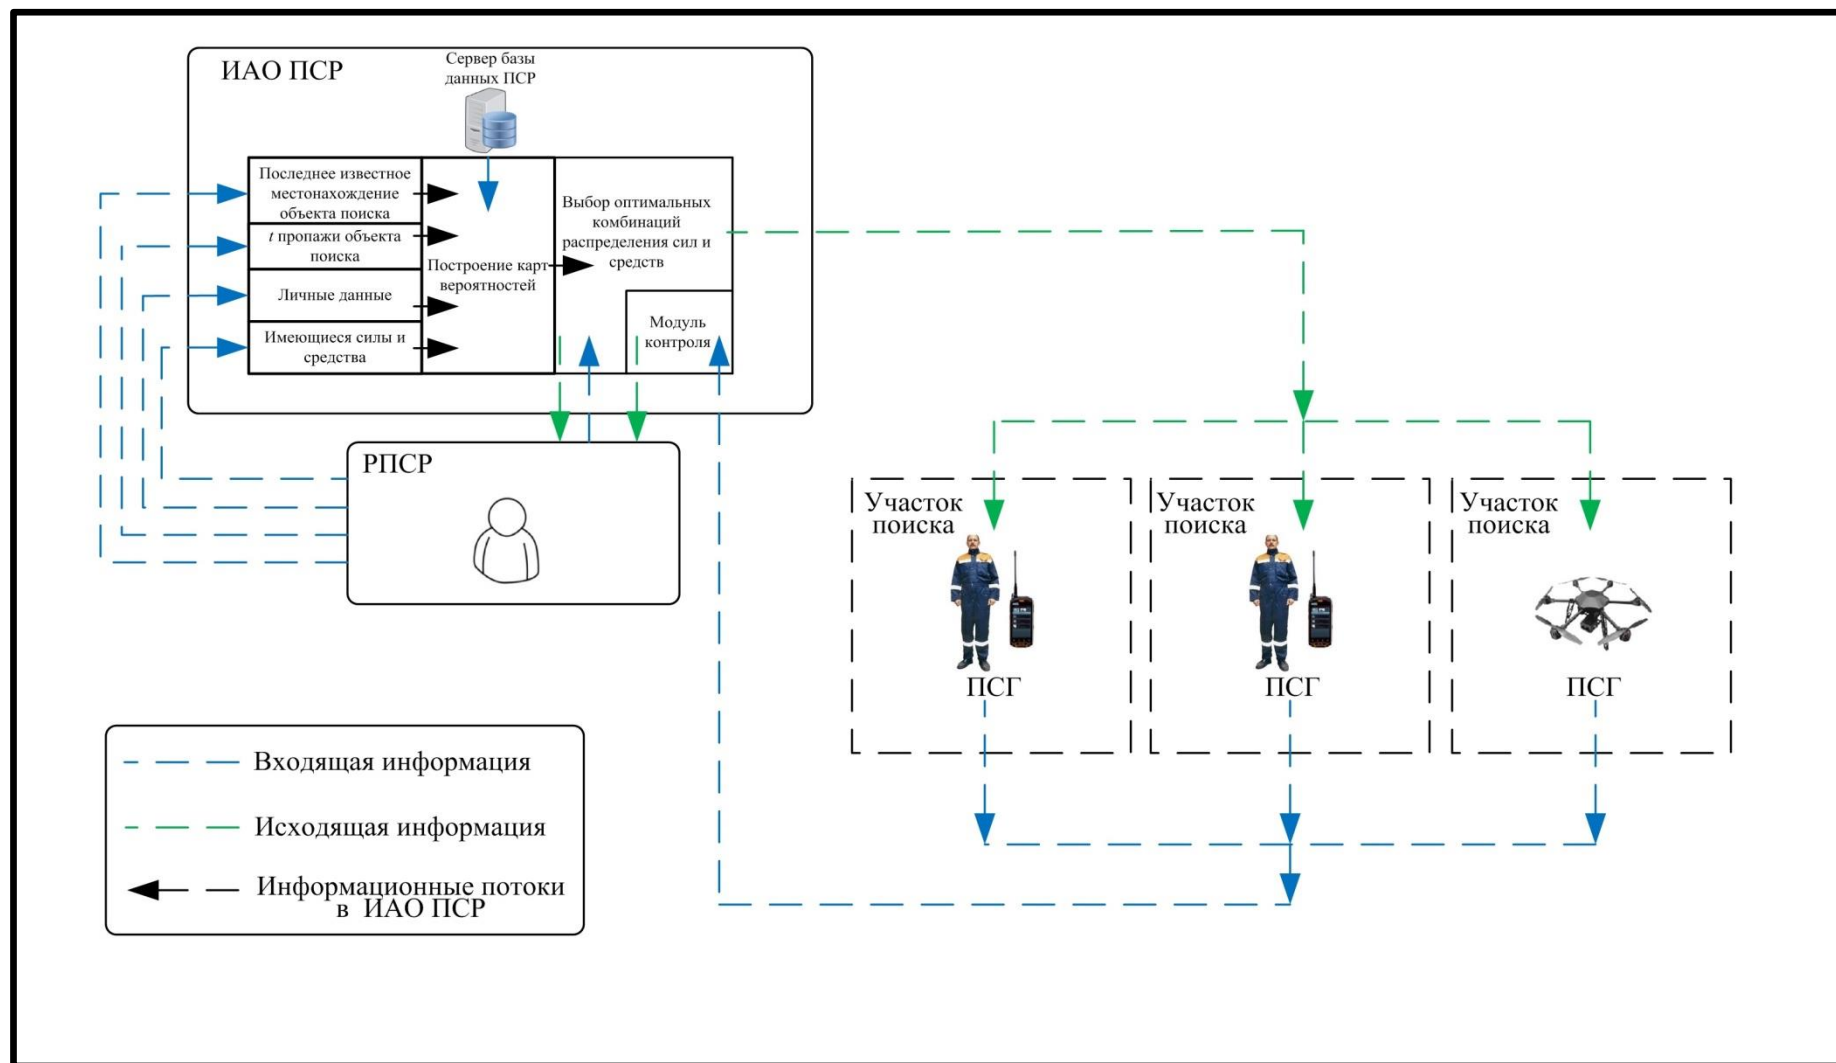 ИАО ПСР
Сервер базы
данных ПСР
Последнее известное
местонахождение
объекта поиска
t пропажи объекта
поиска
Личные данные
Имеющиеся силы и
средства
Построение карт
вероятностей
Выбор оптимальных
комбинаций
распределения сил и
средств
Модуль
контроля
РПСР
Участок
поиска
ПСГ
Участок
поиска
ПСГ
Участок
поиска
ПСГ
Входящая информация
Исходящая информация
Информационные потоки
в ИАО ПСР